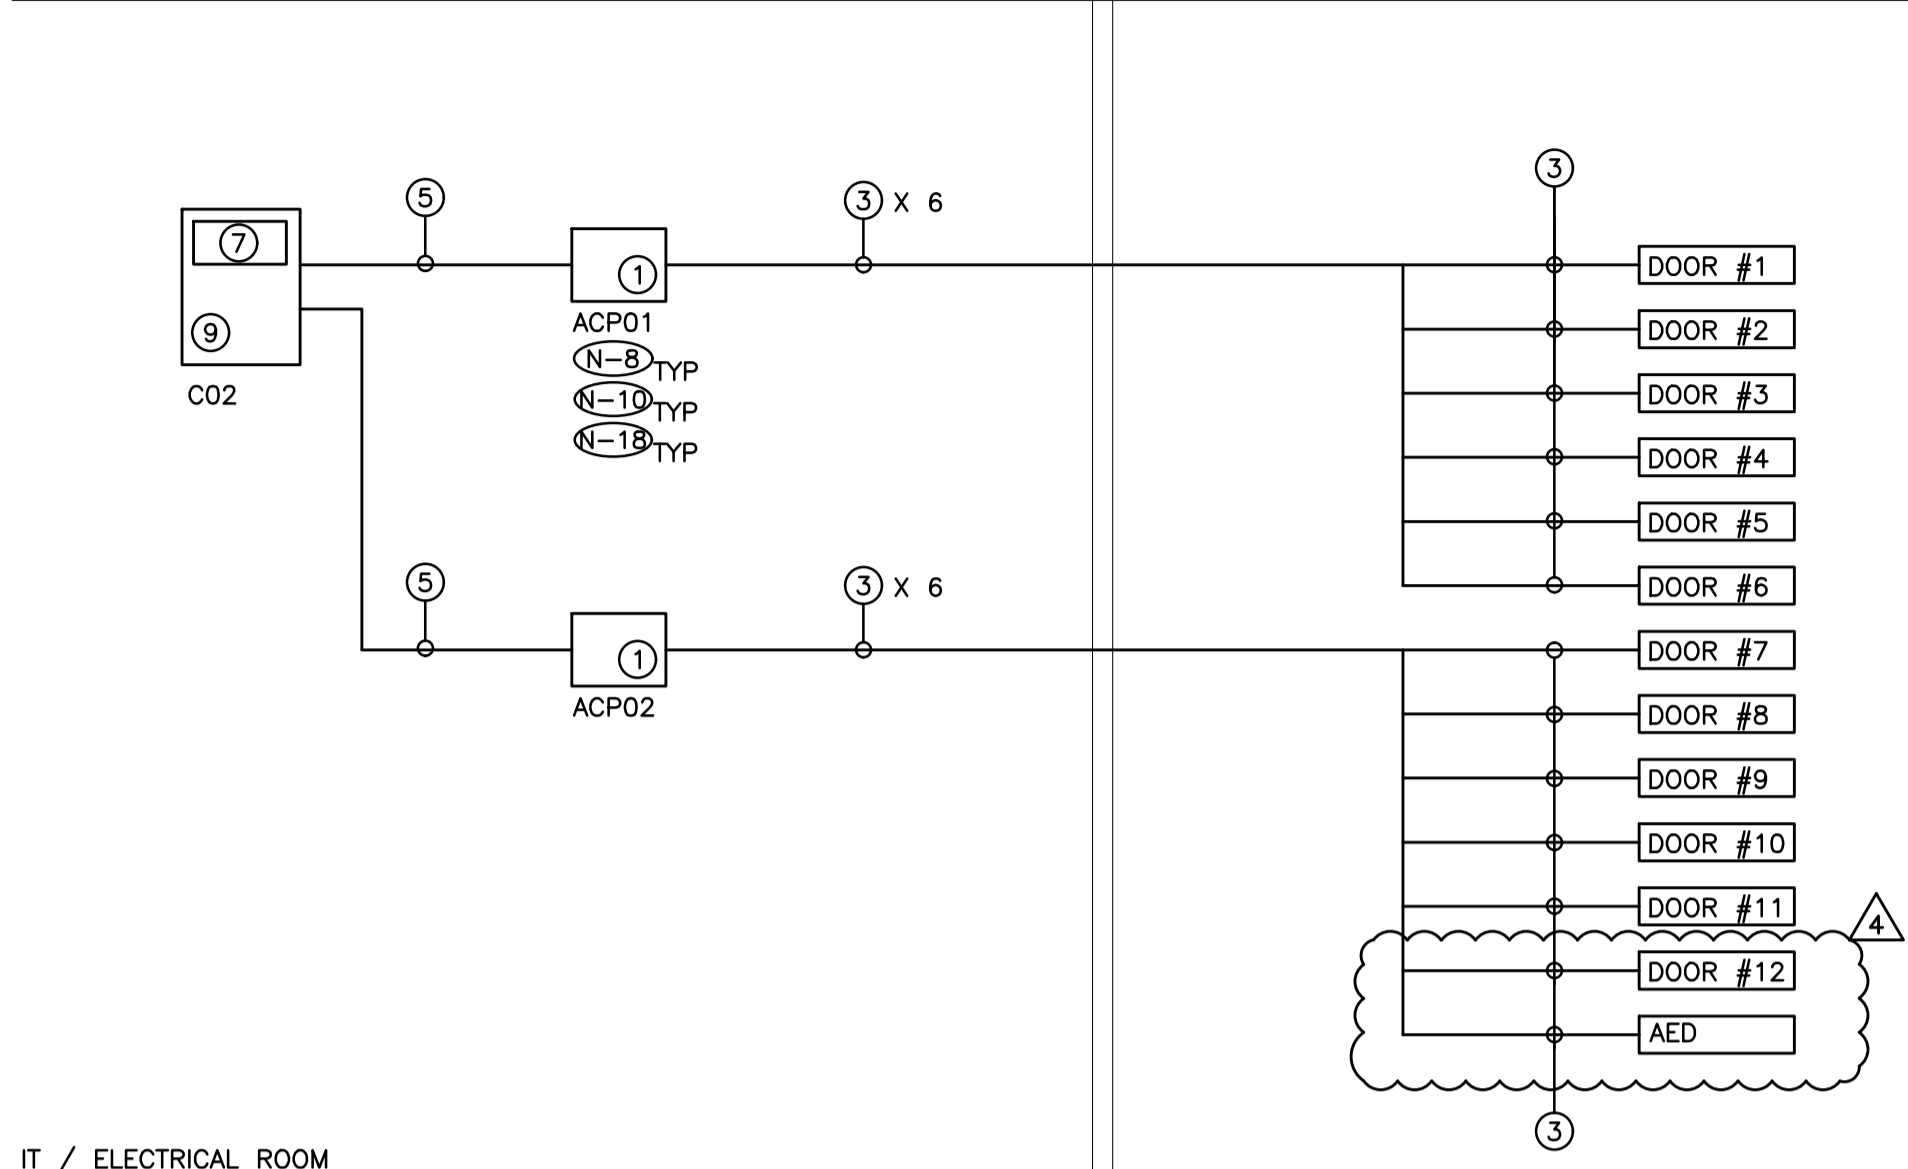 3
5
3 X 6
7
1
9
ACP01
N-8 TYP
N-10 TYP
N-18 TYP
C02
DOOR #1
DOOR #2
DOOR #3
DOOR #4
DOOR #5
DOOR #6
5
3 X 6
1
ACP02
DOOR #7
DOOR #8
DOOR #9
DOOR #10
DOOR #11
4
DOOR #12
AED
3
IT / ELECTRICAL ROOM